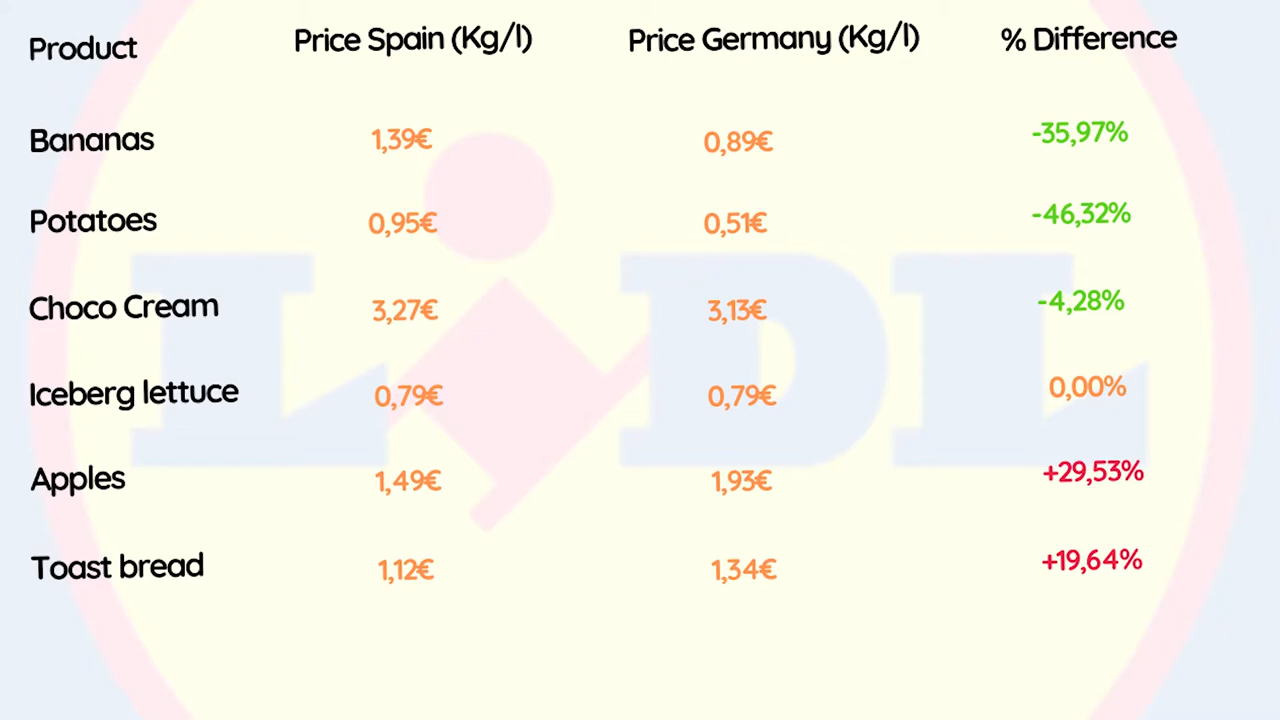 Product Price Spain (Kg/l) Price Germany (Kg/l) % Difference
Bananas 1,39€ 0,89€ -35,97%
Potatoes 0,95€ 0,51€ -46,32%
Choco Cream 3,27€ 3,13€ -4,28%
Iceberg lettuce 0,79€ 0,79€ 0,00%
Apples 1,49€ 1,93€ +29,53%
Toast bread 1,12€ 1,34€ +19,64%
LiDL